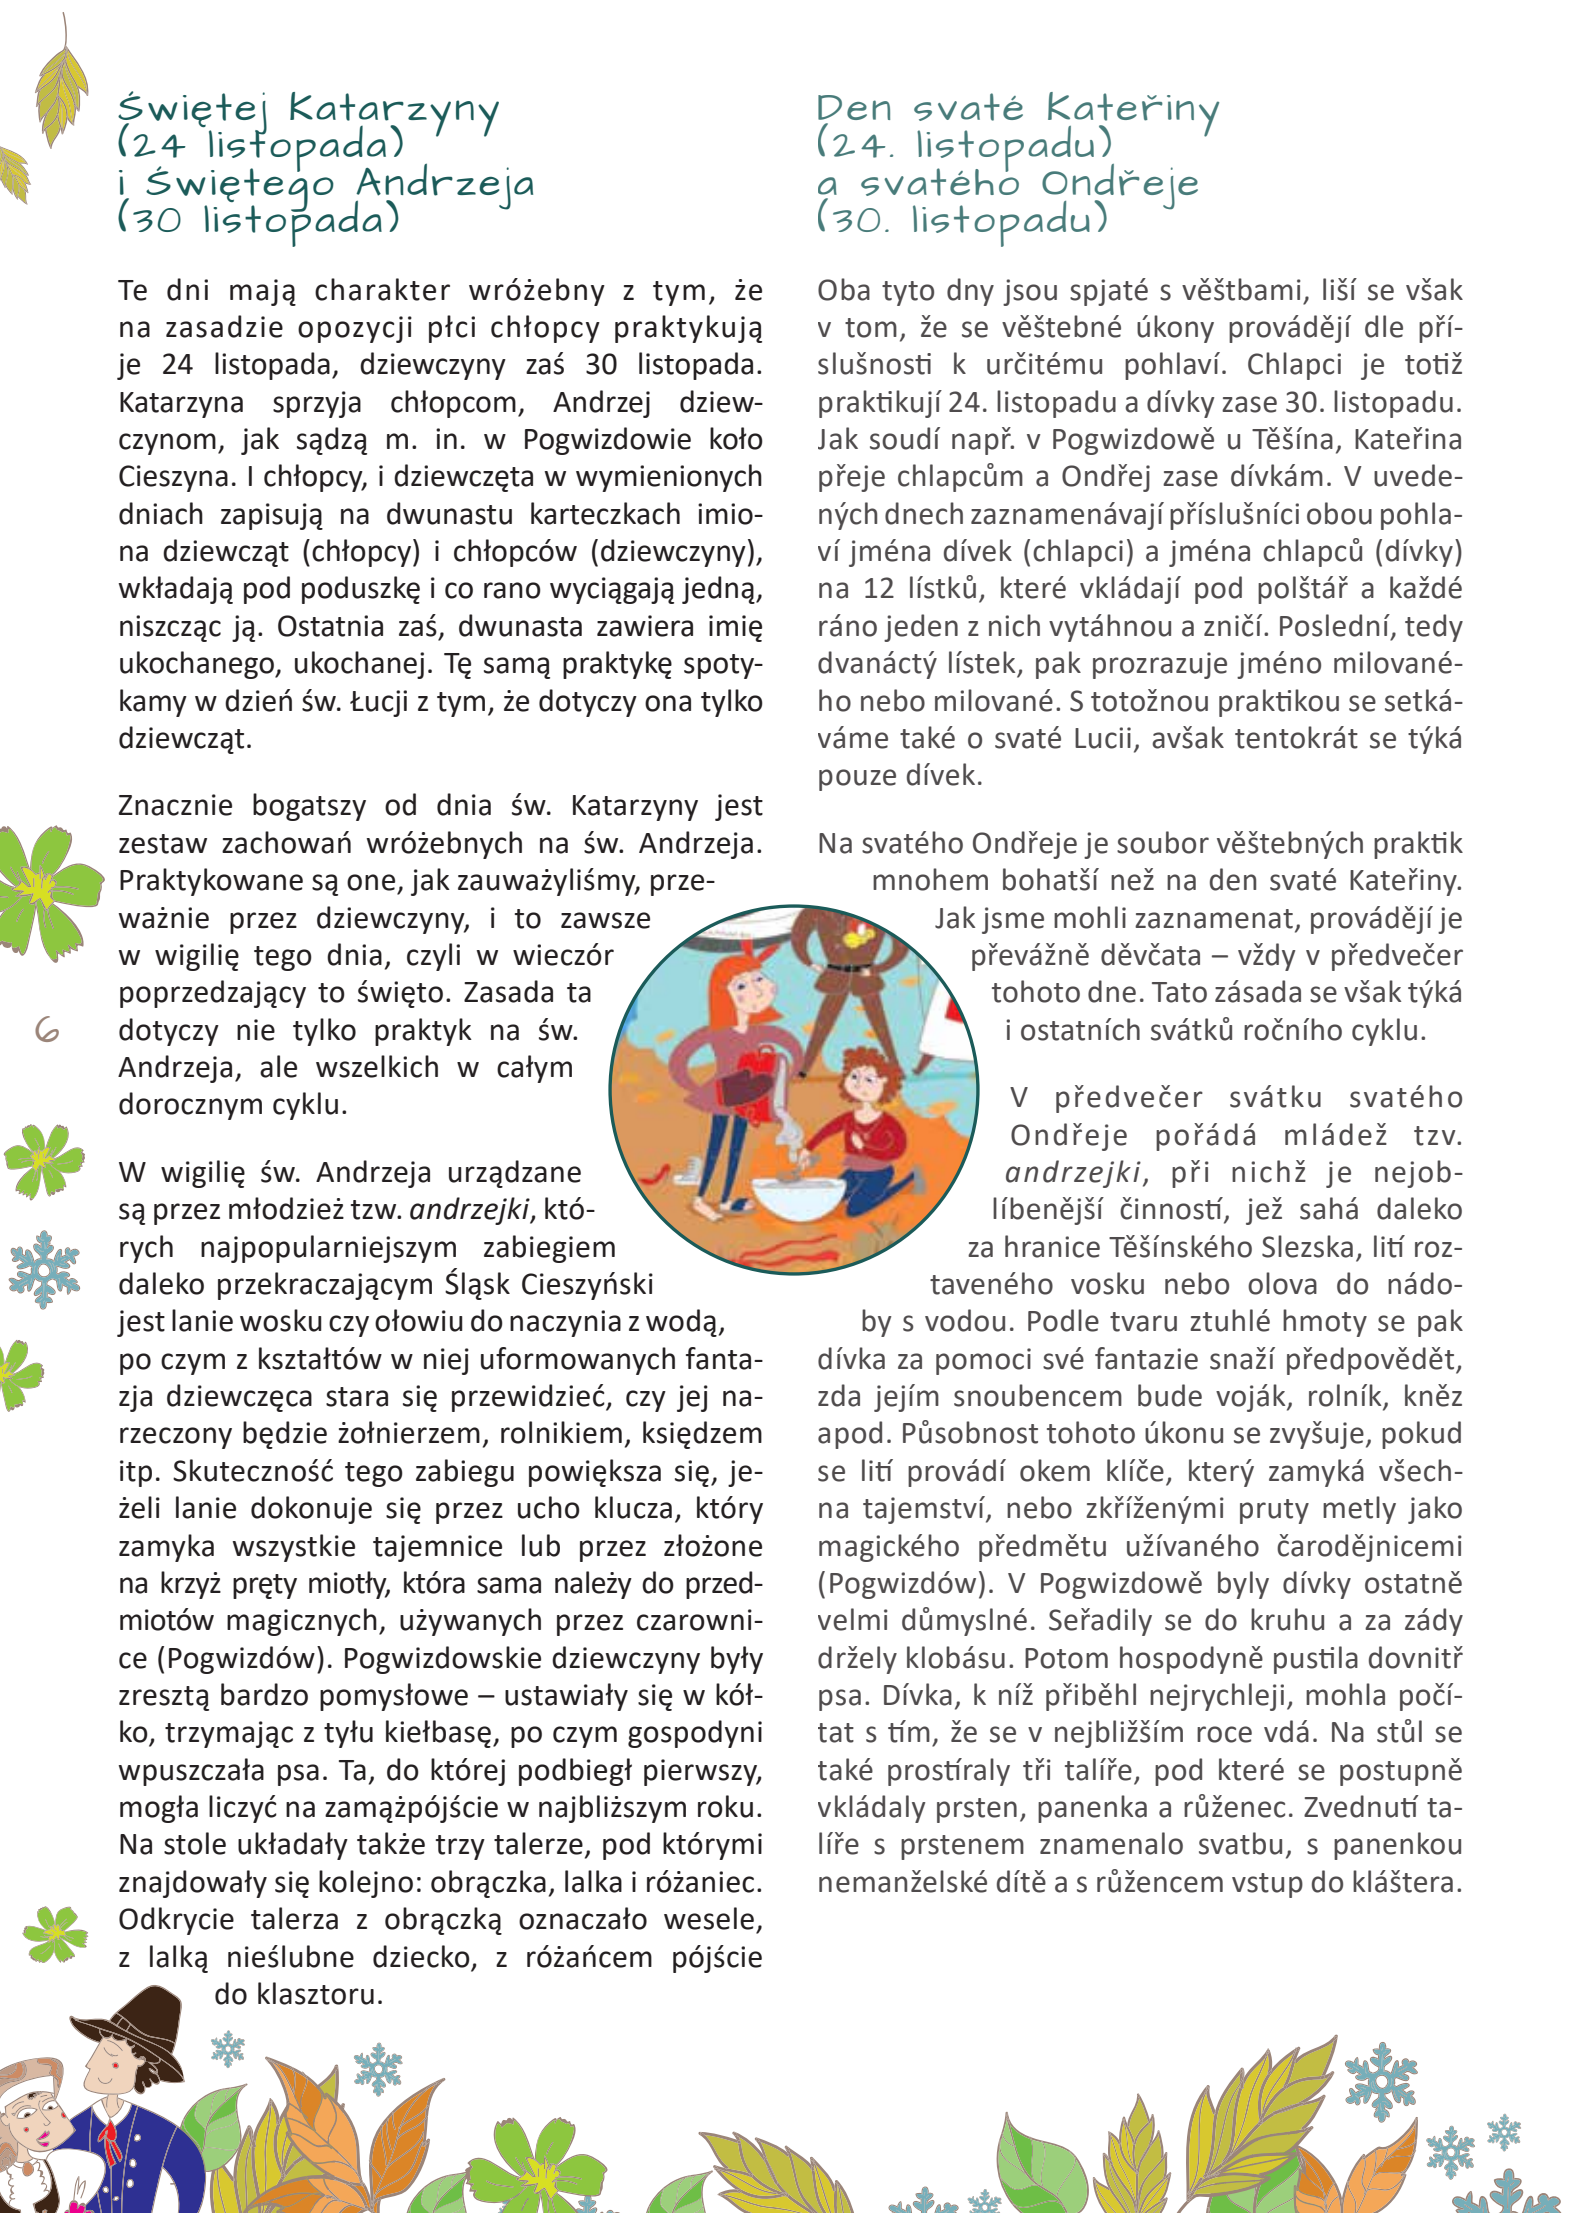 Świętej Katarzyny
(24 listopada)
i Świętego Andrzeja
(30 listopada)
Te dni mają charakter wróżebny z tym, że
na zasadzie opozycji płci chłopcy praktykują
je 24 listopada, dziewczyny zaś 30 listopada.
Katarzyna sprzyja chłopcom, Andrzej dziew-
czynom, jak sądzą m. in. w Pogwizdowie koło
Cieszyna. I chłopcy, i dziewczęta w wymienionych
dniach zapisują na dwunastu karteczkach imio-
na dziewcząt (chłopcy) i chłopców (dziewczyny),
wkładają pod poduszkę i co rano wyciągają jedną,
niszcząc ją. Ostatnia zaś, dwunasta zawiera imię
ukochanego, ukochanej. Tę samą praktykę spoty-
kamy w dzień św. Łucji z tym, że dotyczy ona tylko
dziewcząt.
Znacznie bogatszy od dnia św. Katarzyny jest
zestaw zachowań wróżebnych na św. Andrzeja.
Praktykowane są one, jak zauważyliśmy, prze-
ważnie przez dziewczyny, i to zawsze
w wigilię tego dnia, czyli w wieczór
poprzedzający to święto. Zasada ta
dotyczy nie tylko praktyk na św.
Andrzeja, ale wszelkich w całym
dorocznym cyklu.
W wigilię św. Andrzeja urządzane
są przez młodzież tzw. andrzejki, któ-
rych najpopularniejszym zabiegiem
daleko przekraczającym Śląsk Cieszyński
jest lanie wosku czy ołowiu do naczynia z wodą,
po czym z kształtów w niej uformowanych fanta-
zja dziewczęca stara się przewidzieć, czy jej na-
rzeczony będzie żołnierzem, rolnikiem, księdzem
itp. Skuteczność tego zabiegu powiększa się, je-
żeli lanie dokonuje się przez ucho klucza, który
zamyka wszystkie tajemnice lub przez złożone
na krzyż pręty miotły, która sama należy do przed-
miotów magicznych, używanych przez czarowni-
ce (Pogwizdów). Pogwizdowskie dziewczyny były
zresztą bardzo pomysłowe – ustawiały się w kół-
ko, trzymając z tyłu kiełbasę, po czym gospodyni
wpuszczała psa. Ta, do której podbiegł pierwszy,
mogła liczyć na zamążpójście w najbliższym roku.
Na stole układały także trzy talerze, pod którymi
znajdowały się kolejno: obrączka, lalka i różaniec.
Odkrycie talerza z obrączką oznaczało wesele,
z lalką nieślubne dziecko, z różańcem pójście
do klasztoru.
Den svaté Kateřiny
(24. listopadu)
a svatého Ondřeje
(30. listopadu)
Oba tyto dny jsou spjaté s věštbami, liší se však
v tom, že se věštebné úkony provádějí dle pří-
slušnosti k určitému pohlaví. Chlapci je totiž
praktikují 24. listopadu a dívky zase 30. listopadu.
Jak soudí např. v Pogwizdowě u Těšína, Kateřina
přeje chlapcům a Ondřej zase dívkám. V uvede-
ných dnech zaznamenávají příslušníci obou pohla-
ví jména dívek (chlapci) a jména chlapců (dívky)
na 12 lístků, které vkládají pod polštář a každé
ráno jeden z nich vytáhnou a zničí. Poslední, tedy
dvanáctý lístek, pak prozrazuje jméno milované-
ho nebo milované. S totožnou praktikou se setká-
váme také o svaté Lucii, avšak tentokrát se týká
pouze dívek.
Na svatého Ondřeje je soubor věštebných praktik
mnohem bohatší než na den svaté Kateřiny.
Jak jsme mohli zaznamenat, provádějí je
převážně děvčata – vždy v předvečer
tohoto dne. Tato zásada se však týká
i ostatních svátků ročního cyklu.
V předvečer svátku svatého
Ondřeje pořádá mládež tzv.
andrzejki, při nichž je nejob-
líbenější činností, jež sahá daleko
za hranice Těšínského Slezska, lití roz-
taveného vosku nebo olova do nádo-
by s vodou. Podle tvaru ztuhlé hmoty se pak
dívka za pomoci své fantazie snaží předpovědět,
zda jejím snoubencem bude voják, rolník, kněz
apod. Působnost tohoto úkonu se zvyšuje, pokud
se lití provádí okem klíče, který zamyká všech-
na tajemství, nebo zkříženými pruty metly jako
magického předmětu užívaného čarodějnicemi
(Pogwizdów). V Pogwizdowě byly dívky ostatně
velmi důmyslné. Seřadily se do kruhu a za zády
držely klobásu. Potom hospodyně pustila dovnitř
psa. Dívka, k níž přiběhl nejrychleji, mohla počí-
tat s tím, že se v nejbližším roce vdá. Na stůl se
také prostíraly tři talíře, pod které se postupně
vkládaly prsten, panenka a růženec. Zvednutí ta-
líře s prstenem znamenalo svatbu, s panenkou
nemanželské dítě a s růžencem vstup do kláštera.
6